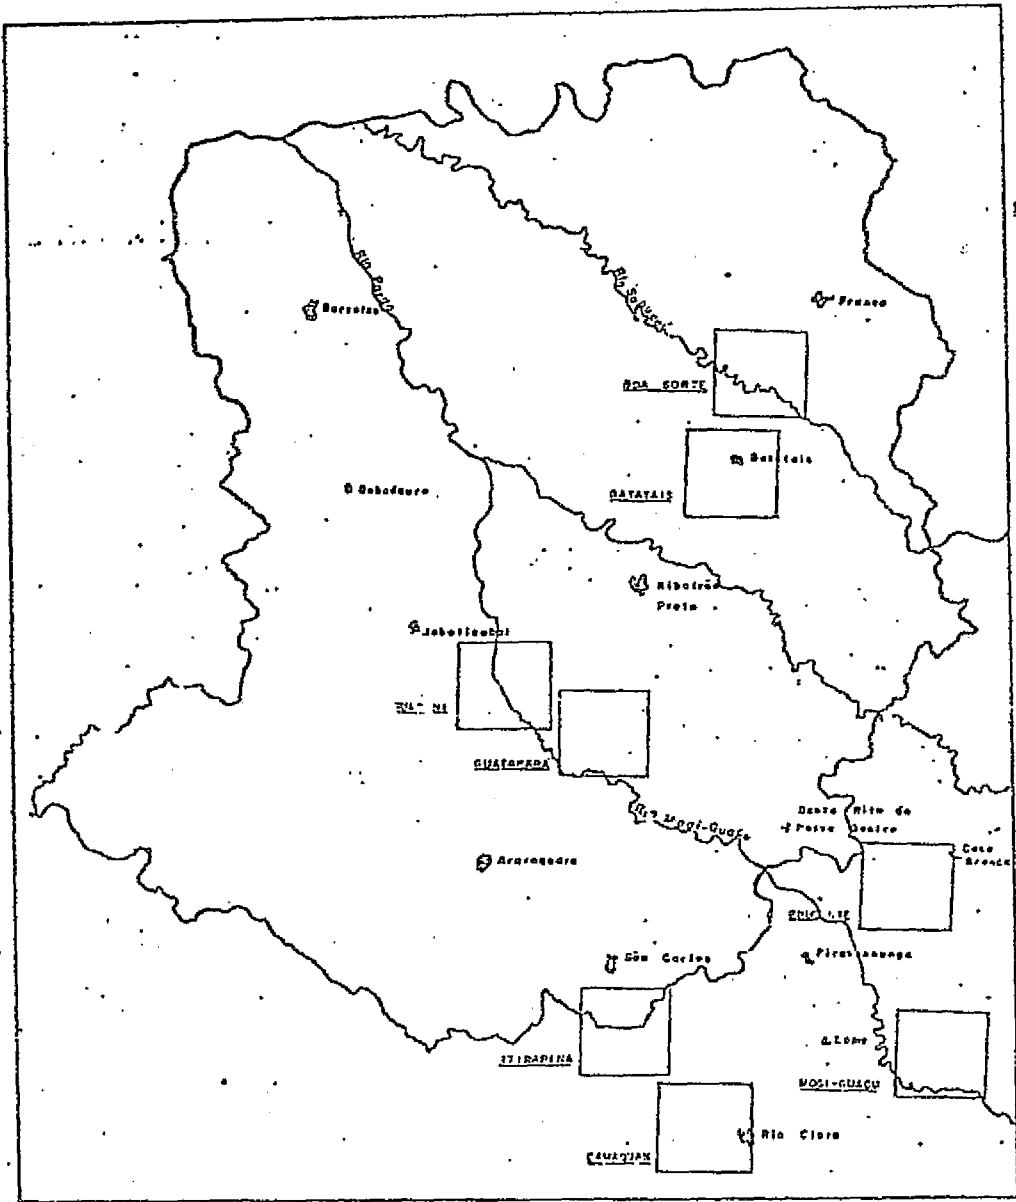 Rio Pardo
Rio Sapucaí
Franca
Barretos
BOA SORTE
Batatais
Bebedouro
BATATAIS
Ribeirão
Preto
Jaboticabal
GUATAPARÁ
Rio Mogi-Guaçu
Santa Rita do
Passa Quatro
Casa
Branca
Araraquara
São Carlos
Pirassununga
ITIRAPINA
Leme
MOGI-GUAÇU
Rio Claro